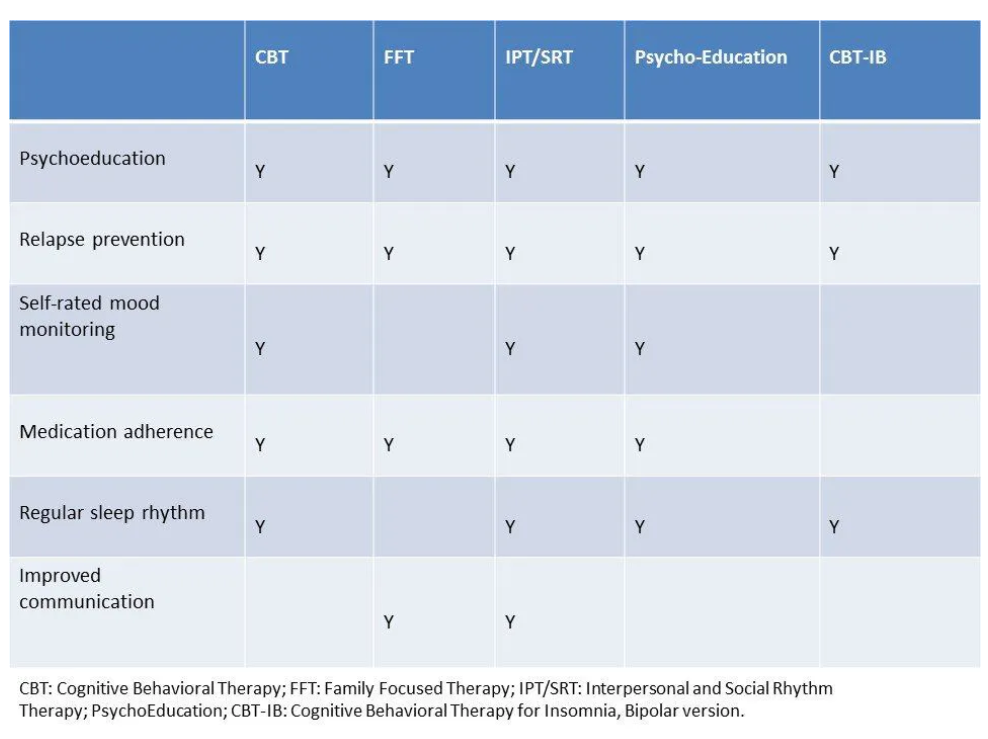 CBT FFT IPT/SRT Psycho-Education CBT-IB
Psychoeducation Y Y Y Y Y
Relapse prevention Y Y Y Y Y
Self-rated mood
monitoring Y Y Y
Medication adherence Y Y Y Y
Regular sleep rhythm Y Y Y Y
Improved
communication Y Y
CBT: Cognitive Behavioral Therapy; FFT: Family Focused Therapy; IPT/SRT: Interpersonal and Social Rhythm
Therapy; PsychoEducation; CBT-IB: Cognitive Behavioral Therapy for Insomnia, Bipolar version.